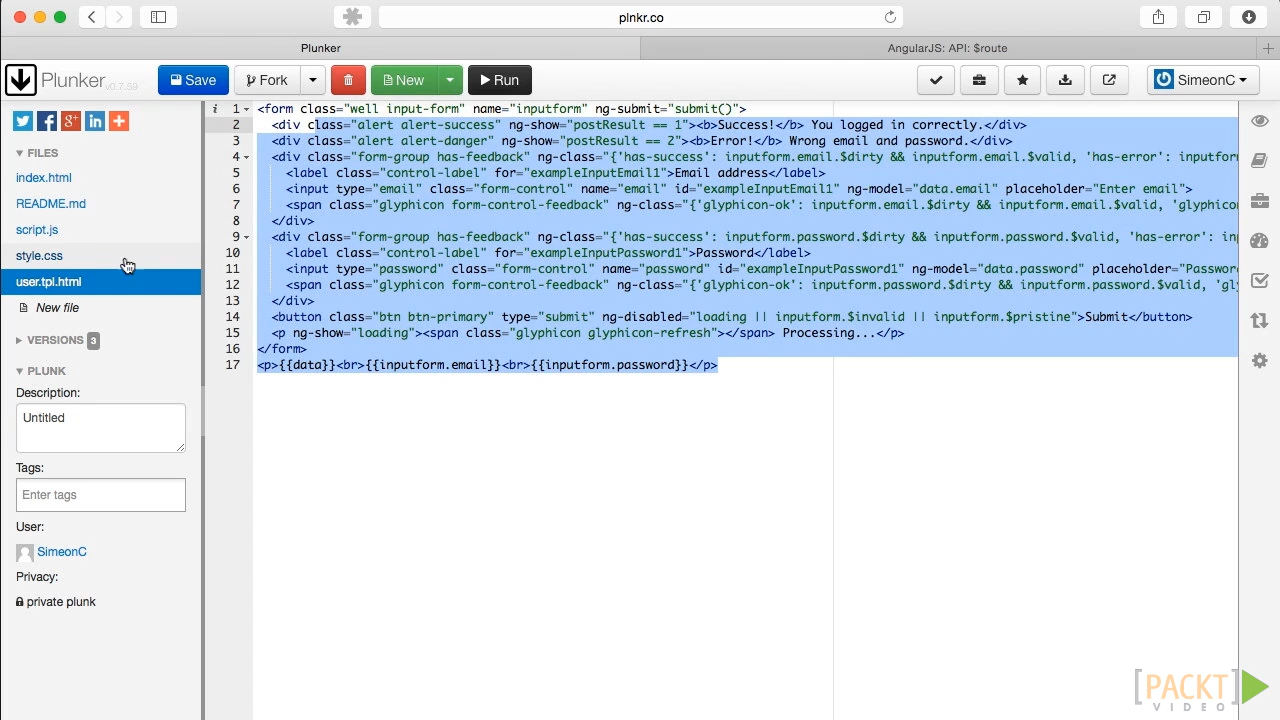 plnkr.co
Plunker
AngularJS: API: $route
Plunker v0.7.59
Save
Fork
New
Run
SimeonC
FILES
index.html
README.md
script.js
style.css
user.tpl.html
New file
VERSIONS 3
PLUNK
Description:
Untitled
Tags:
Enter tags
User:
SimeonC
Privacy:
private plunk
1 <form class="well input-form" name="inputform" ng-submit="submit()">
2 <div class="alert alert-success" ng-show="postResult == 1"><b>Success!</b> You logged in correctly.</div>
3 <div class="alert alert-danger" ng-show="postResult == 2"><b>Error!</b> Wrong email and password.</div>
4 <div class="form-group has-feedback" ng-class="{'has-success': inputform.email.$dirty && inputform.email.$valid, 'has-error': inputform
5 <label class="control-label" for="exampleInputEmail1">Email address</label>
6 <input type="email" class="form-control" name="email" id="exampleInputEmail1" ng-model="data.email" placeholder="Enter email">
7 <span class="glyphicon form-control-feedback" ng-class="{'glyphicon-ok': inputform.email.$dirty && inputform.email.$valid, 'glyphico
8 </div>
9 <div class="form-group has-feedback" ng-class="{'has-success': inputform.password.$dirty && inputform.password.$valid, 'has-error': in
10 <label class="control-label" for="exampleInputPassword1">Password</label>
11 <input type="password" class="form-control" name="password" id="exampleInputPassword1" ng-model="data.password" placeholder="Passwor
12 <span class="glyphicon form-control-feedback" ng-class="{'glyphicon-ok': inputform.password.$dirty && inputform.password.$valid, 'gl
13 </div>
14 <button class="btn btn-primary" type="submit" ng-disabled="loading || inputform.$invalid || inputform.$pristine">Submit</button>
15 <p ng-show="loading"><span class="glyphicon glyphicon-refresh"></span> Processing...</p>
16 </form>
17 <p>{{data}}<br>{{inputform.email}}<br>{{inputform.password}}</p>
[PACKT]
VIDEO